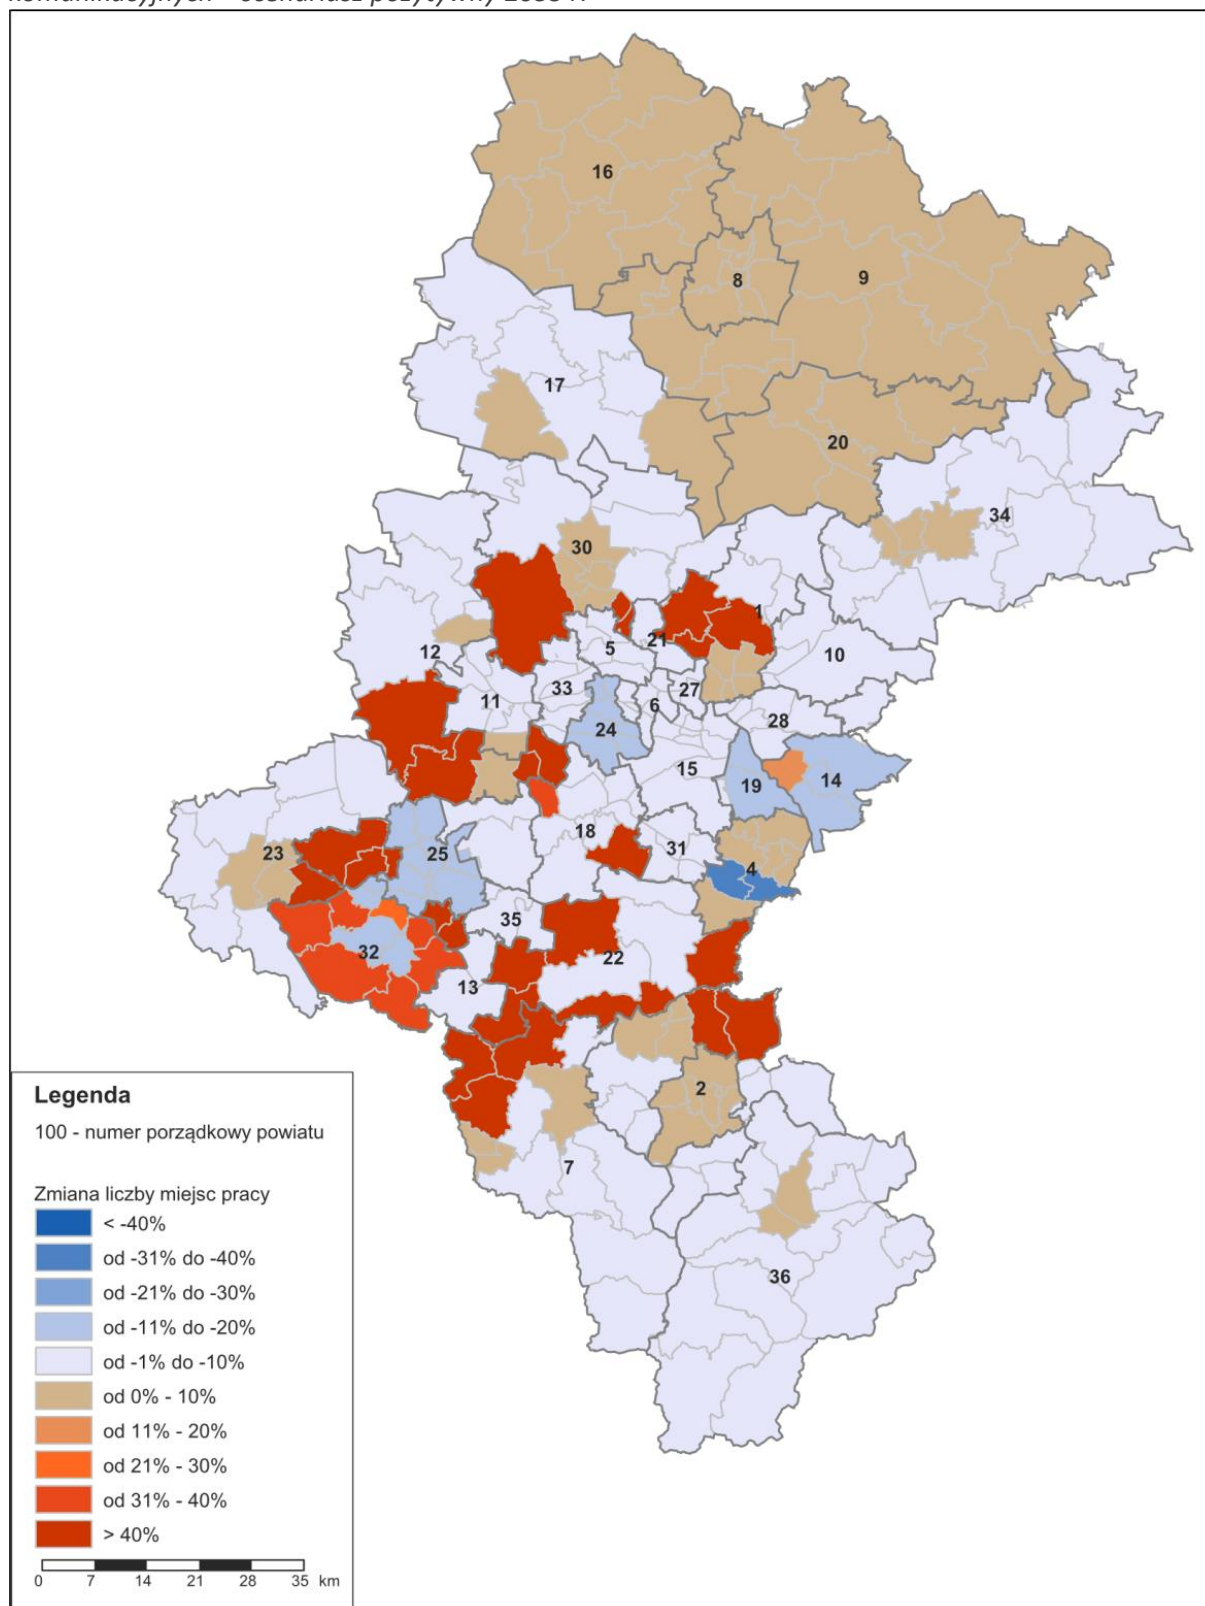 komunikacyjnych – scenariusz pozytywny
16
8
9
17
20
34
30
1
5
21
12
10
33
27
11
6
28
24
15
19
14
18
23
25
31
4
35
32
22
13
2
7
36
Legenda
100 - numer porządkowy powiatu
Zmiana liczby miejsc pracy
< -40%
od -31% do -40%
od -21% do -30%
od -11% do -20%
od -1% do -10%
od 0% - 10%
od 11% - 20%
od 21% - 30%
od 31% - 40%
> 40%
0 7 14 21 28 35 km